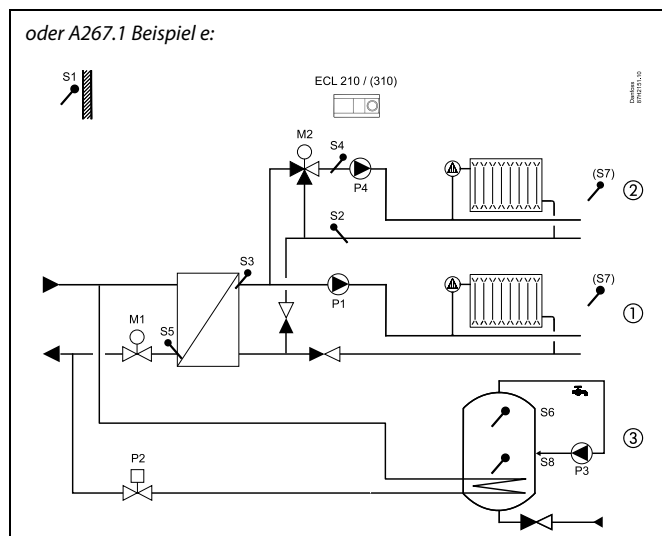 oder A267.1 Beispiel e:
S1
ECL 210 / (310)
Danfoss
87H2151.10
M2
S4
P4
(S7)
②
S2
S3
P1
(S7)
①
M1
S5
S6
③
P2
S8
P3